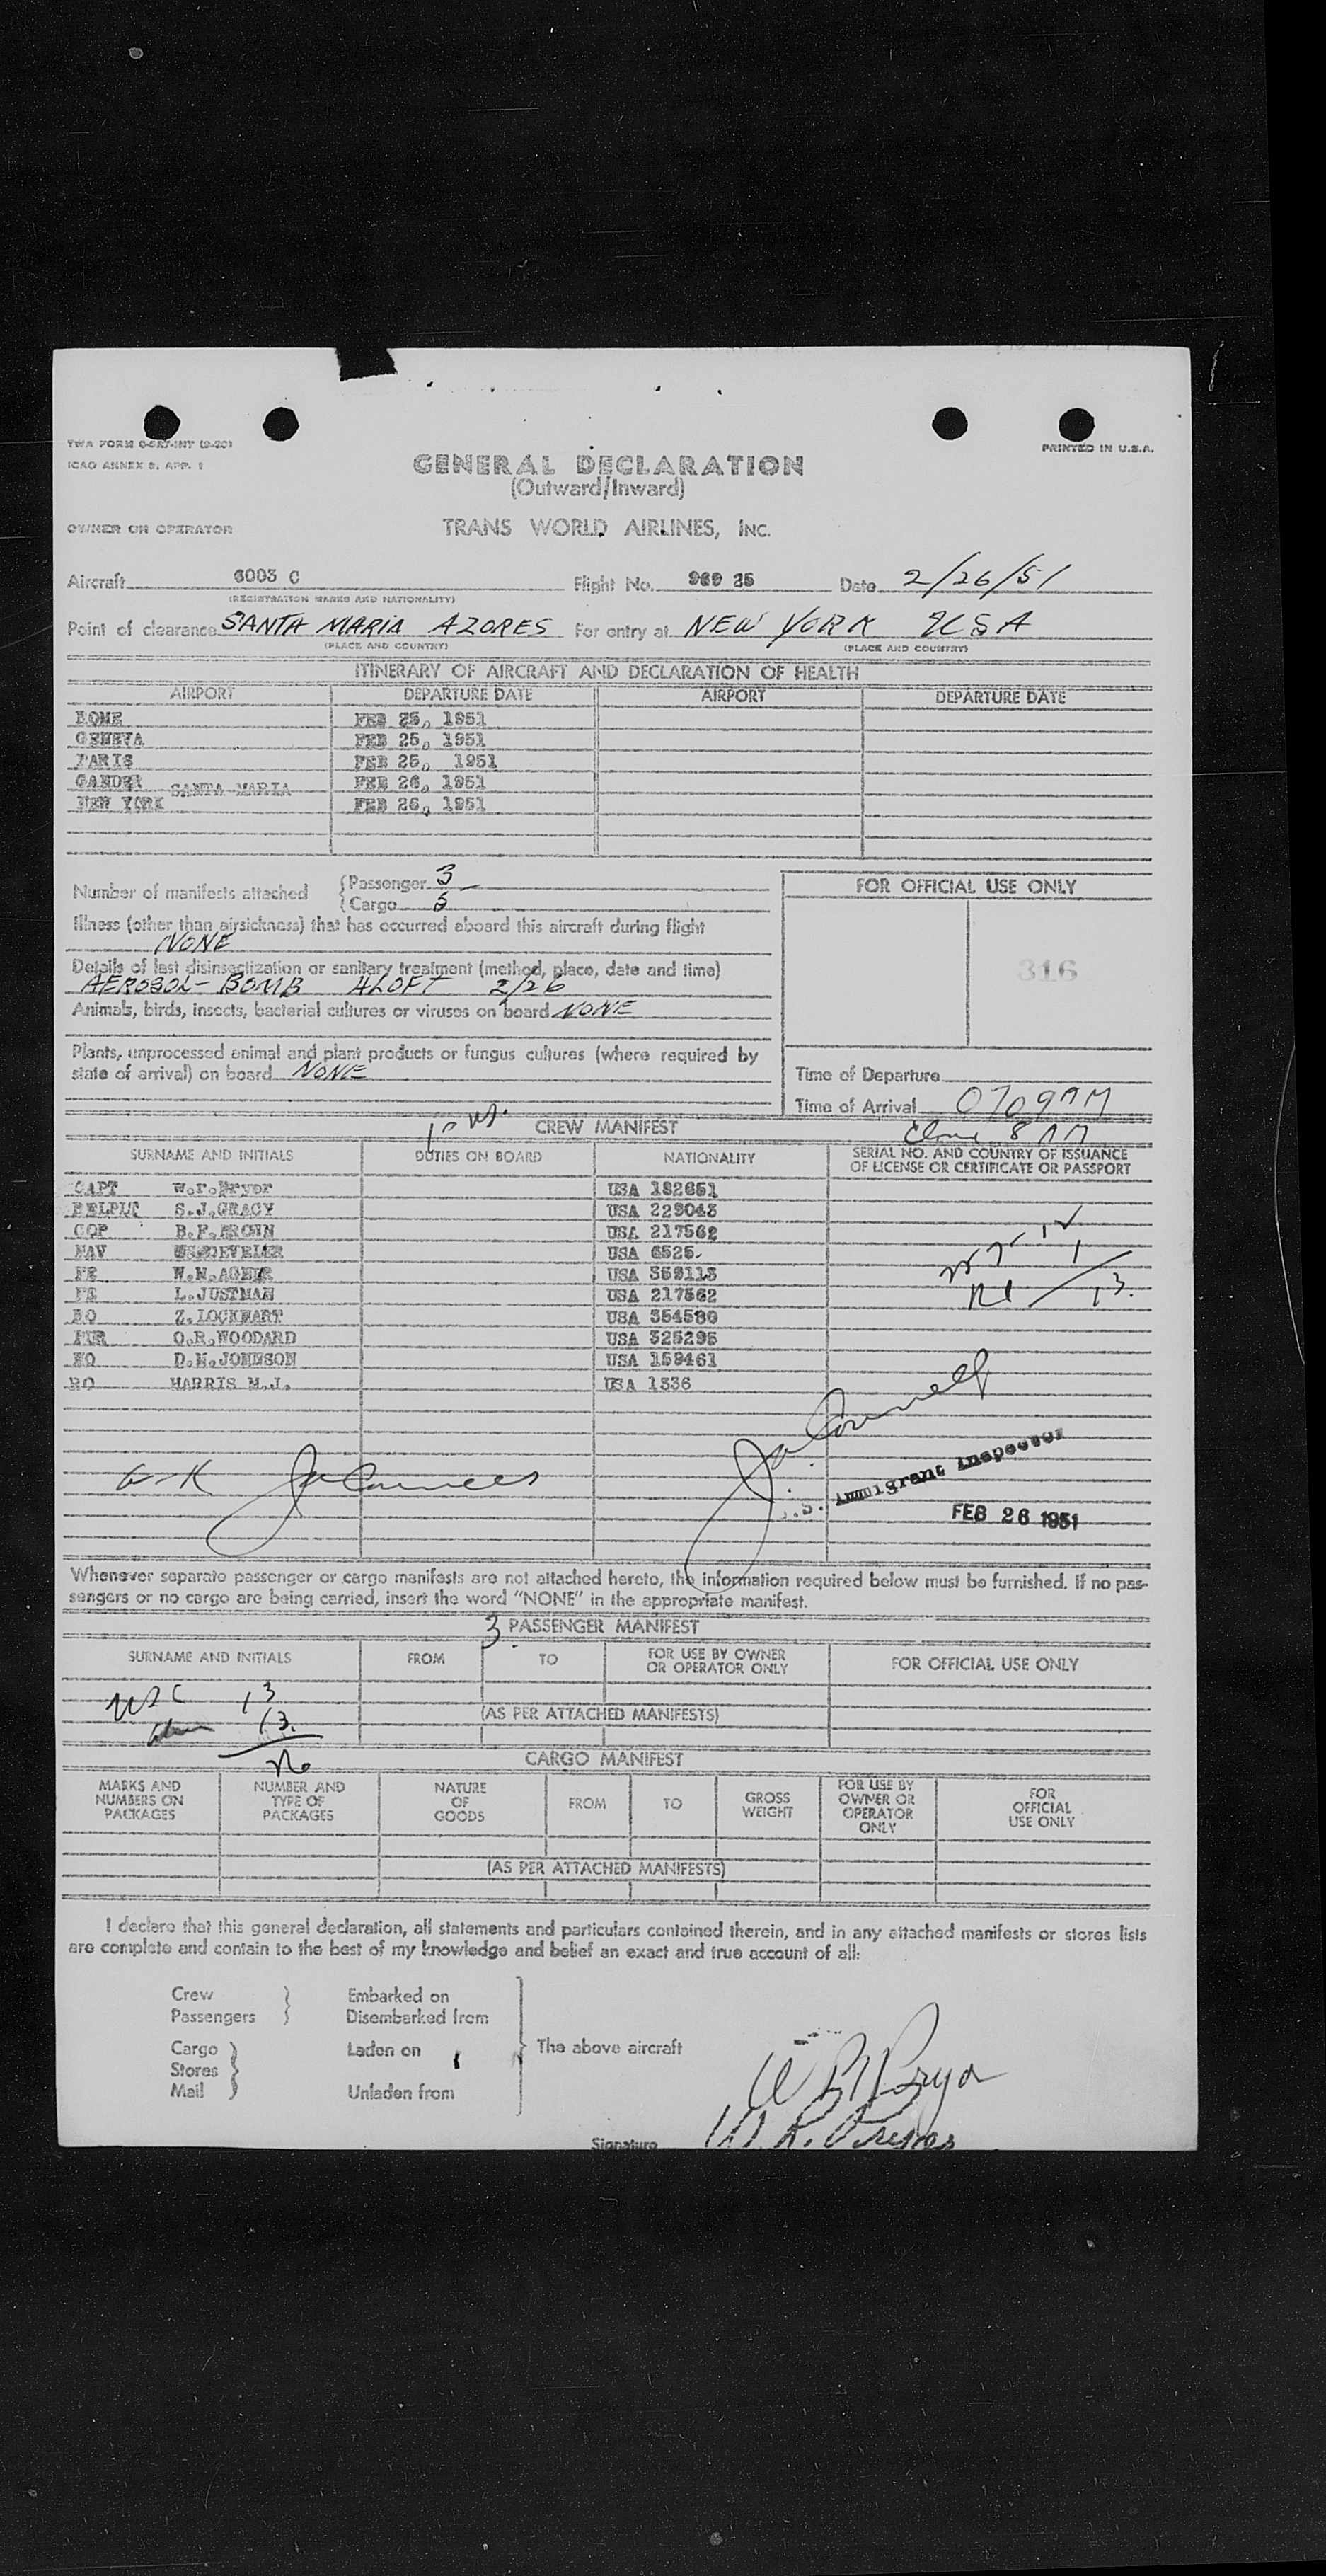 ICAO ANNEX 9, APP. 1
PRINTED IN U.S.A.
GENERAL DECLARATION
(Outward/Inward)
OWNER OR OPERATOR TRANS WORLD AIRLINES, INC.
Aircraft 6003 C Flight No. 25 Date 2/26/51
(REGISTRATION MARKS AND NATIONALITY)
Point of clearance SANTA MARIA AZORES For entry at NEW YORK USA
(PLACE AND COUNTRY) (PLACE AND COUNTRY)
ITINERARY OF AIRCRAFT AND DECLARATION OF HEALTH
AIRPORT DEPARTURE DATE AIRPORT DEPARTURE DATE
ROME FEB 25, 1951
GENEVA FEB 25, 1951
PARIS FEB 25, 1951
GANDER SANTA MARIA FEB 26, 1951
NEW YORK FEB 26, 1951
Number of manifests attached
Passenger 3
Cargo 5
FOR OFFICIAL USE ONLY
316
Illness (other than airsickness) that has occurred aboard this aircraft during flight
NONE
Details of last disinsectization or sanitary treatment (method, place, date and time)
AEROSOL-BOMB ALOFT 2/26
Animals, birds, insects, bacterial cultures or viruses on board NONE
Plants, unprocessed animal and plant products or fungus cultures (where required by
state of arrival) on board NONE
Time of Departure
Time of Arrival 0709 AM
8 AM
CREW MANIFEST
SURNAME AND INITIALS DUTIES ON BOARD NATIONALITY SERIAL NO. AND COUNTRY OF ISSUANCE
OF LICENSE OR CERTIFICATE OR PASSPORT
CAPT Pryor USA 182651
S.J.GRACY USA 229043
COP B.F.BROWN USA 217562
NAV USA 6525
FE W.M. USA 359113
FE L.JUSTMAN USA 217562
RO Z.LOCKHART USA 354580
PUR O.R.WOODARD USA 325295
HO D.M.JOHNSON USA 159461
RO HARRIS M.J. USA 1336
13.
Immigrant Inspector
FEB 26 1951
Whenever separate passenger or cargo manifests are not attached hereto, the information required below must be furnished. If no pas-
sengers or no cargo are being carried, insert the word "NONE" in the appropriate manifest.
3 PASSENGER MANIFEST
SURNAME AND INITIALS FROM TO FOR USE BY OWNER
OR OPERATOR ONLY FOR OFFICIAL USE ONLY
13
13.
(AS PER ATTACHED MANIFESTS)
CARGO MANIFEST
MARKS AND
NUMBERS ON
PACKAGES
NUMBER AND
TYPE OF
PACKAGES
NATURE
OF
GOODS
FROM
TO
GROSS
WEIGHT
FOR USE BY
OWNER OR
OPERATOR
ONLY
FOR
OFFICIAL
USE ONLY
(AS PER ATTACHED MANIFESTS)
I declare that this general declaration, all statements and particulars contained therein, and in any attached manifests or stores lists
are complete and contain to the best of my knowledge and belief an exact and true account of all:
Crew Embarked on
Passengers Disembarked from
Cargo Laden on The above aircraft
Stores
Mail Unladen from
Signature